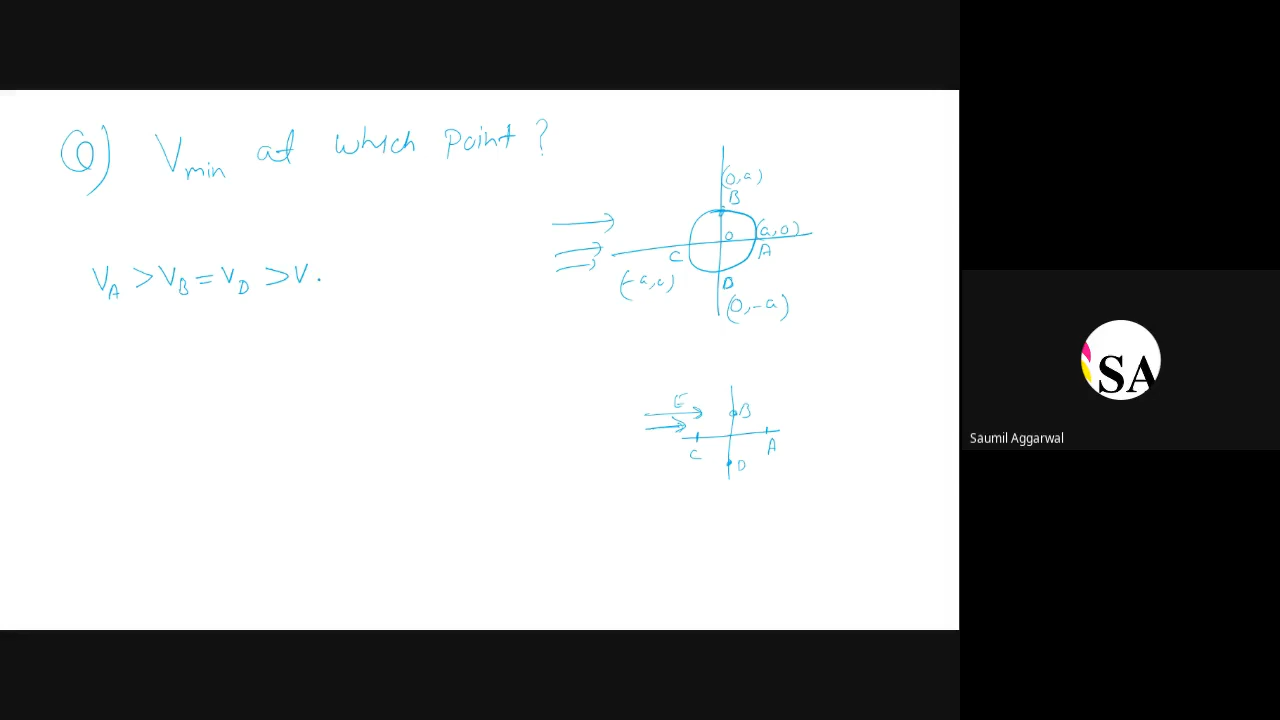 Q) Vmin at which point?
(0,a)
B
O
(a,0)
C
A
(-a,0)
D
(0,-a)
VA > VB = VD > V.
E
B
C
A
D
SA
Saumil Aggarwal